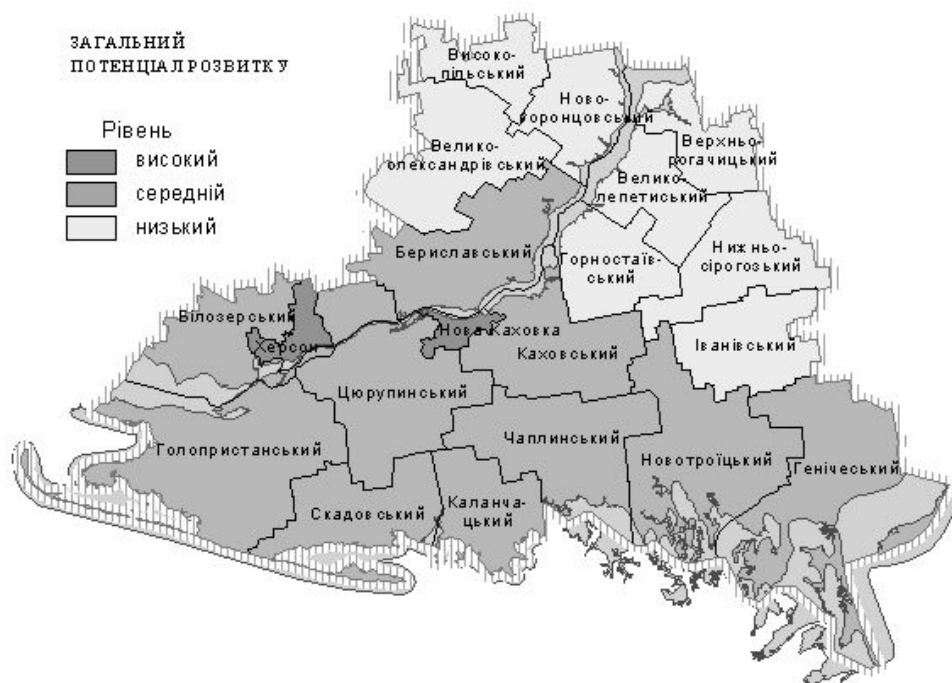 ЗАГАЛЬНИЙ
ПОТЕНЦІАЛ РОЗВИТКУ
Рівень
високий
середній
низький
Високо-
пільський
Ново-
воронцовський
Велико-
олександрівський
Верхньо-
рогачицький
Велико-
лепетиський
Бериславський
Горностаїв-
ський
Нижньо-
сірогозький
Білозерський
Херсон
Нова Каховка
Каховський
Іванівський
Цюрупинський
Чаплинський
Голопристанський
Новотроїцький
Генічеський
Скадовський
Каланча-
цький